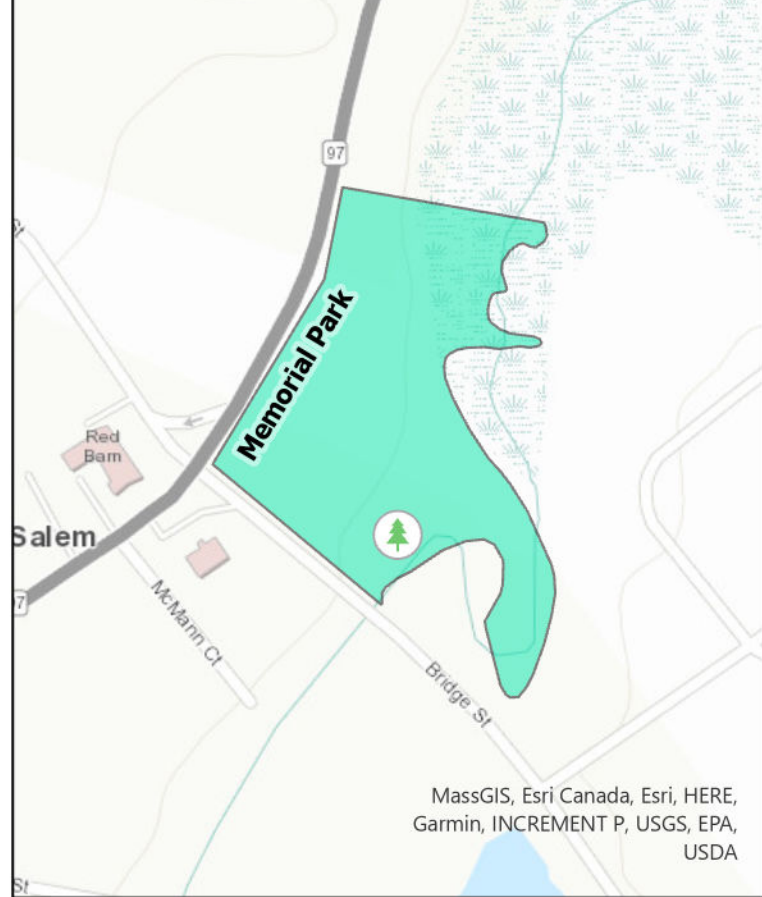 97
St
Memorial Park
Red
Barn
Salem
97
McMann Ct
Bridge St
MassGIS, Esri Canada, Esri, HERE,
Garmin, INCREMENT P, USGS, EPA,
USDA
St